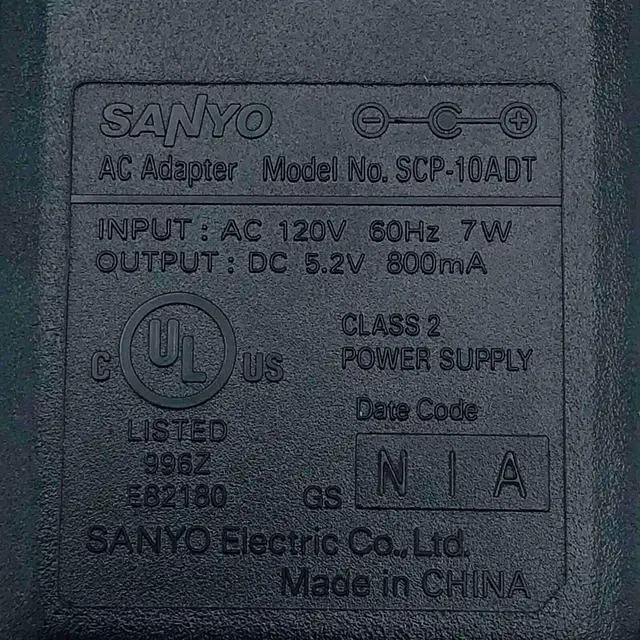 SANYO
AC Adapter Model No. SCP-10ADT
INPUT : AC 120V 60Hz 7W
OUTPUT : DC 5.2V 800mA
C UL US
LISTED
996Z
E82180
CLASS 2
POWER SUPPLY
Date Code
GS N I A
SANYO Electric Co., Ltd.
Made in CHINA